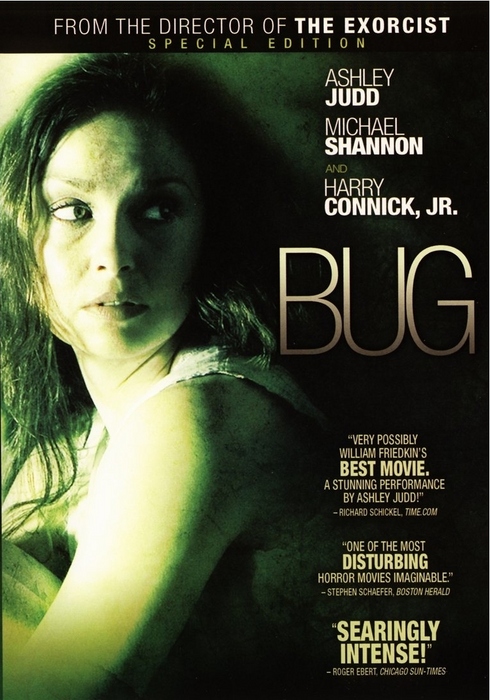 FROM THE DIRECTOR OF THE EXORCIST
SPECIAL EDITION
ASHLEY
JUDD
MICHAEL
SHANNON
AND
HARRY
CONNICK, JR.
BUG
“VERY POSSIBLY
WILLIAM FRIEDKIN’S
BEST MOVIE.
A STUNNING PERFORMANCE
BY ASHLEY JUDD!”
– RICHARD SCHICKEL, TIME.COM
“ONE OF THE MOST
DISTURBING
HORROR MOVIES IMAGINABLE.”
– STEPHEN SCHAEFER, BOSTON HERALD
“SEARINGLY
INTENSE!”
– ROGER EBERT, CHICAGO SUN-TIMES